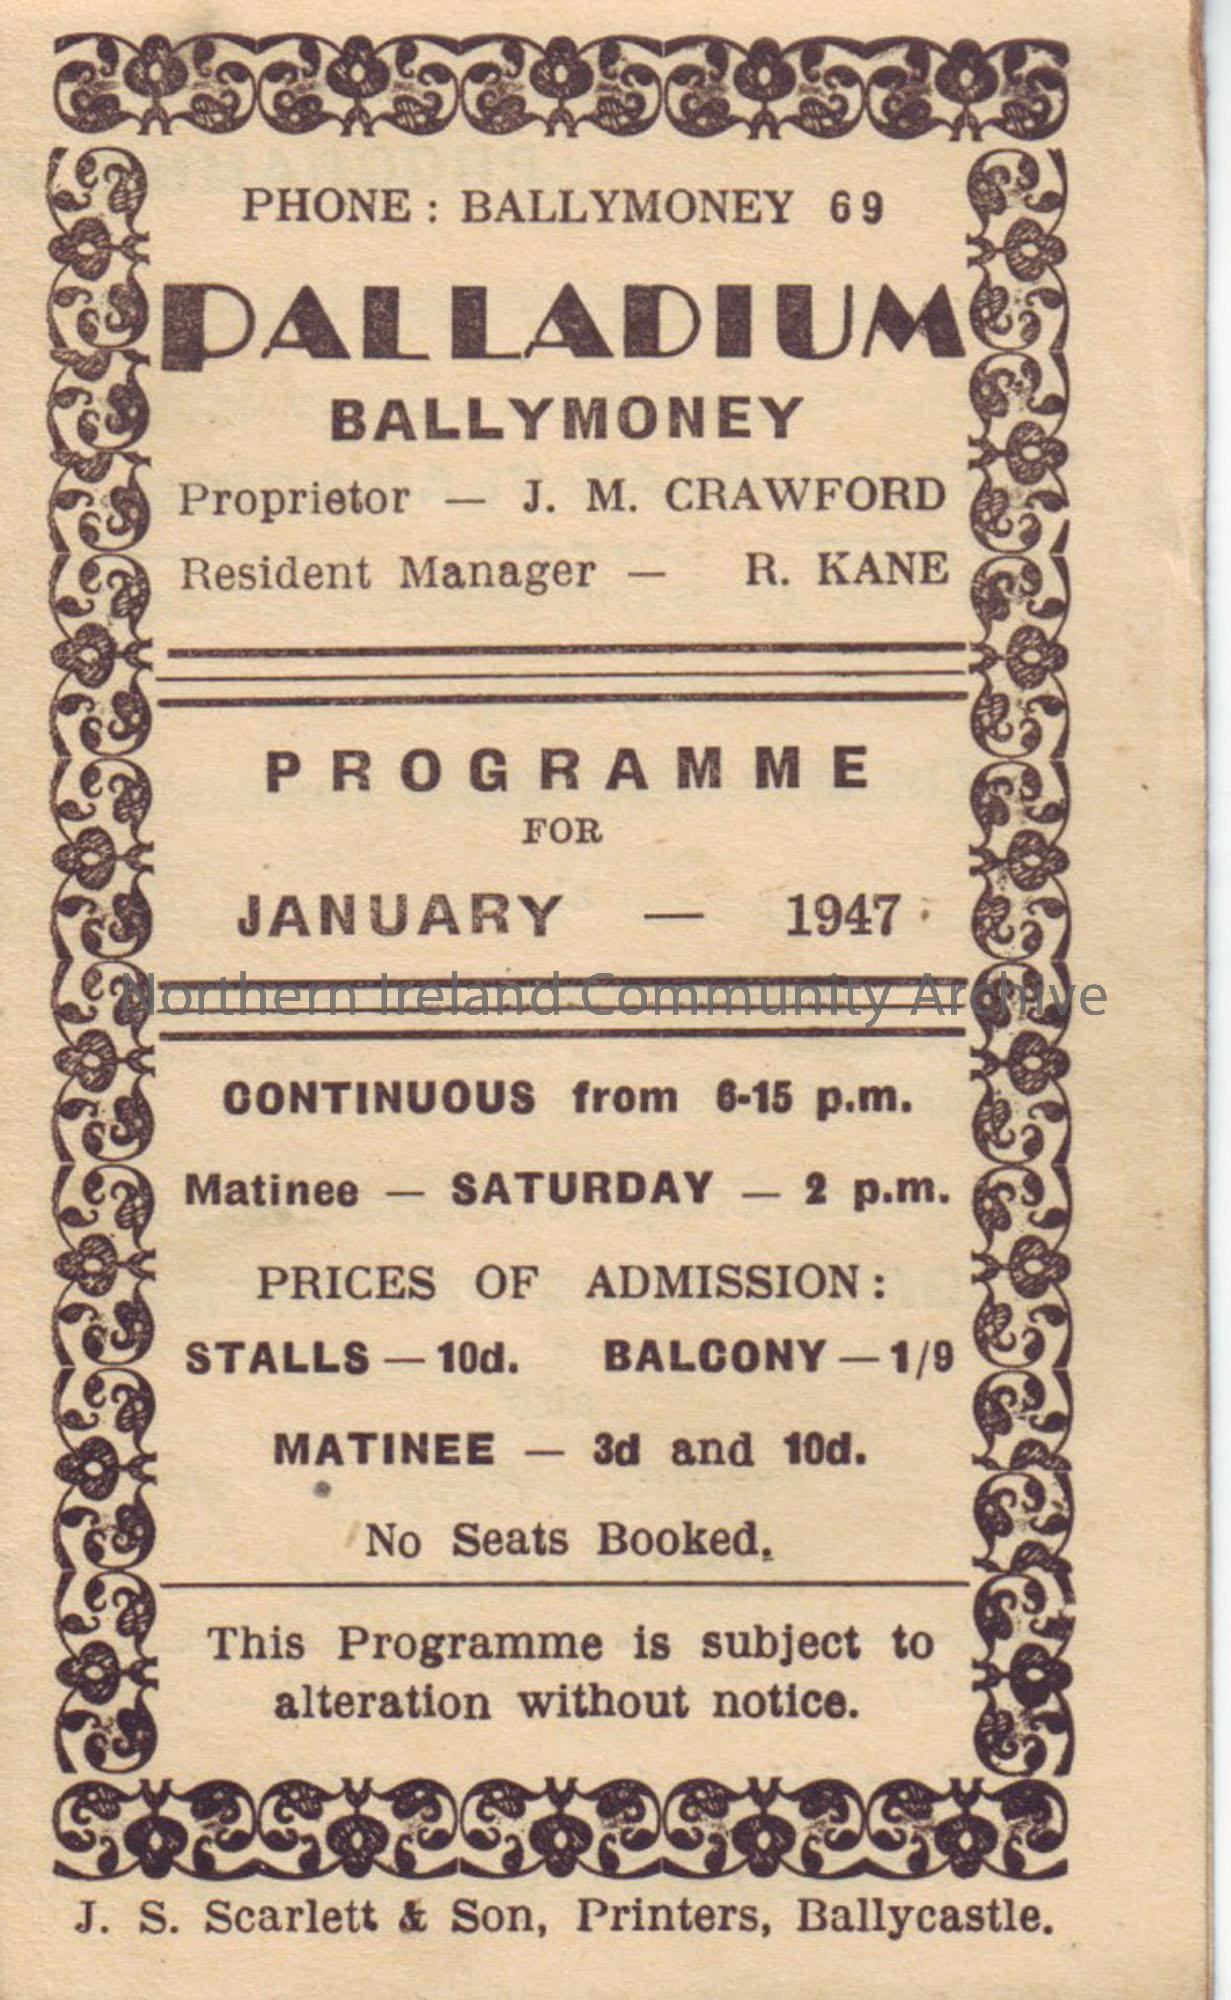 PHONE : BALLYMONEY 69
PALLADIUM
BALLYMONEY
Proprietor — J. M. CRAWFORD
Resident Manager — R. KANE
PROGRAMME
FOR
JANUARY — 1947
Northern Ireland Community Archive
CONTINUOUS from 6-15 p.m.
Matinee — SATURDAY — 2 p.m.
PRICES OF ADMISSION :
STALLS — 10d. BALCONY — 1/9
MATINEE — 3d and 10d.
No Seats Booked.
This Programme is subject to
alteration without notice.
J. S. Scarlett & Son, Printers, Ballycastle.